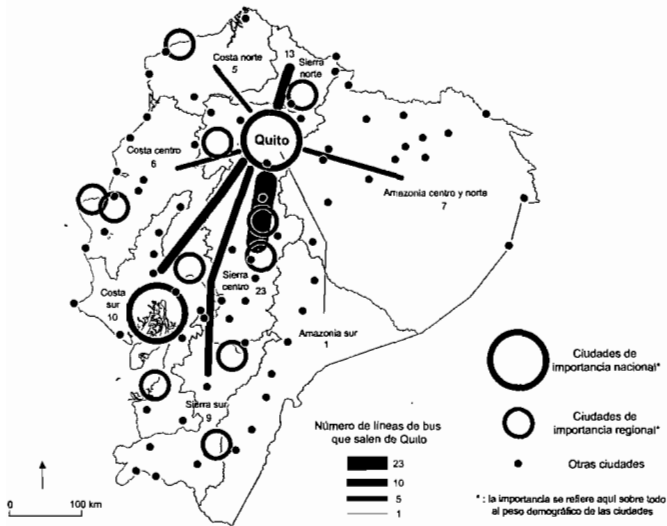 Costa norte
5
13
Sierra
norte
Quito
Costa centro
6
Amazonia centro y norte
7
Costa
sur
10
Sierra
centro
23
Amazonia sur
1
Sierra sur
9
Ciudades de
importancia nacional*
Ciudades de
importancia regional*
Otras ciudades
Número de líneas de bus
que salen de Quito
23
10
5
1
* : la importancia se refiere aquí sobre todo
al peso demográfico de las ciudades
0 100 km